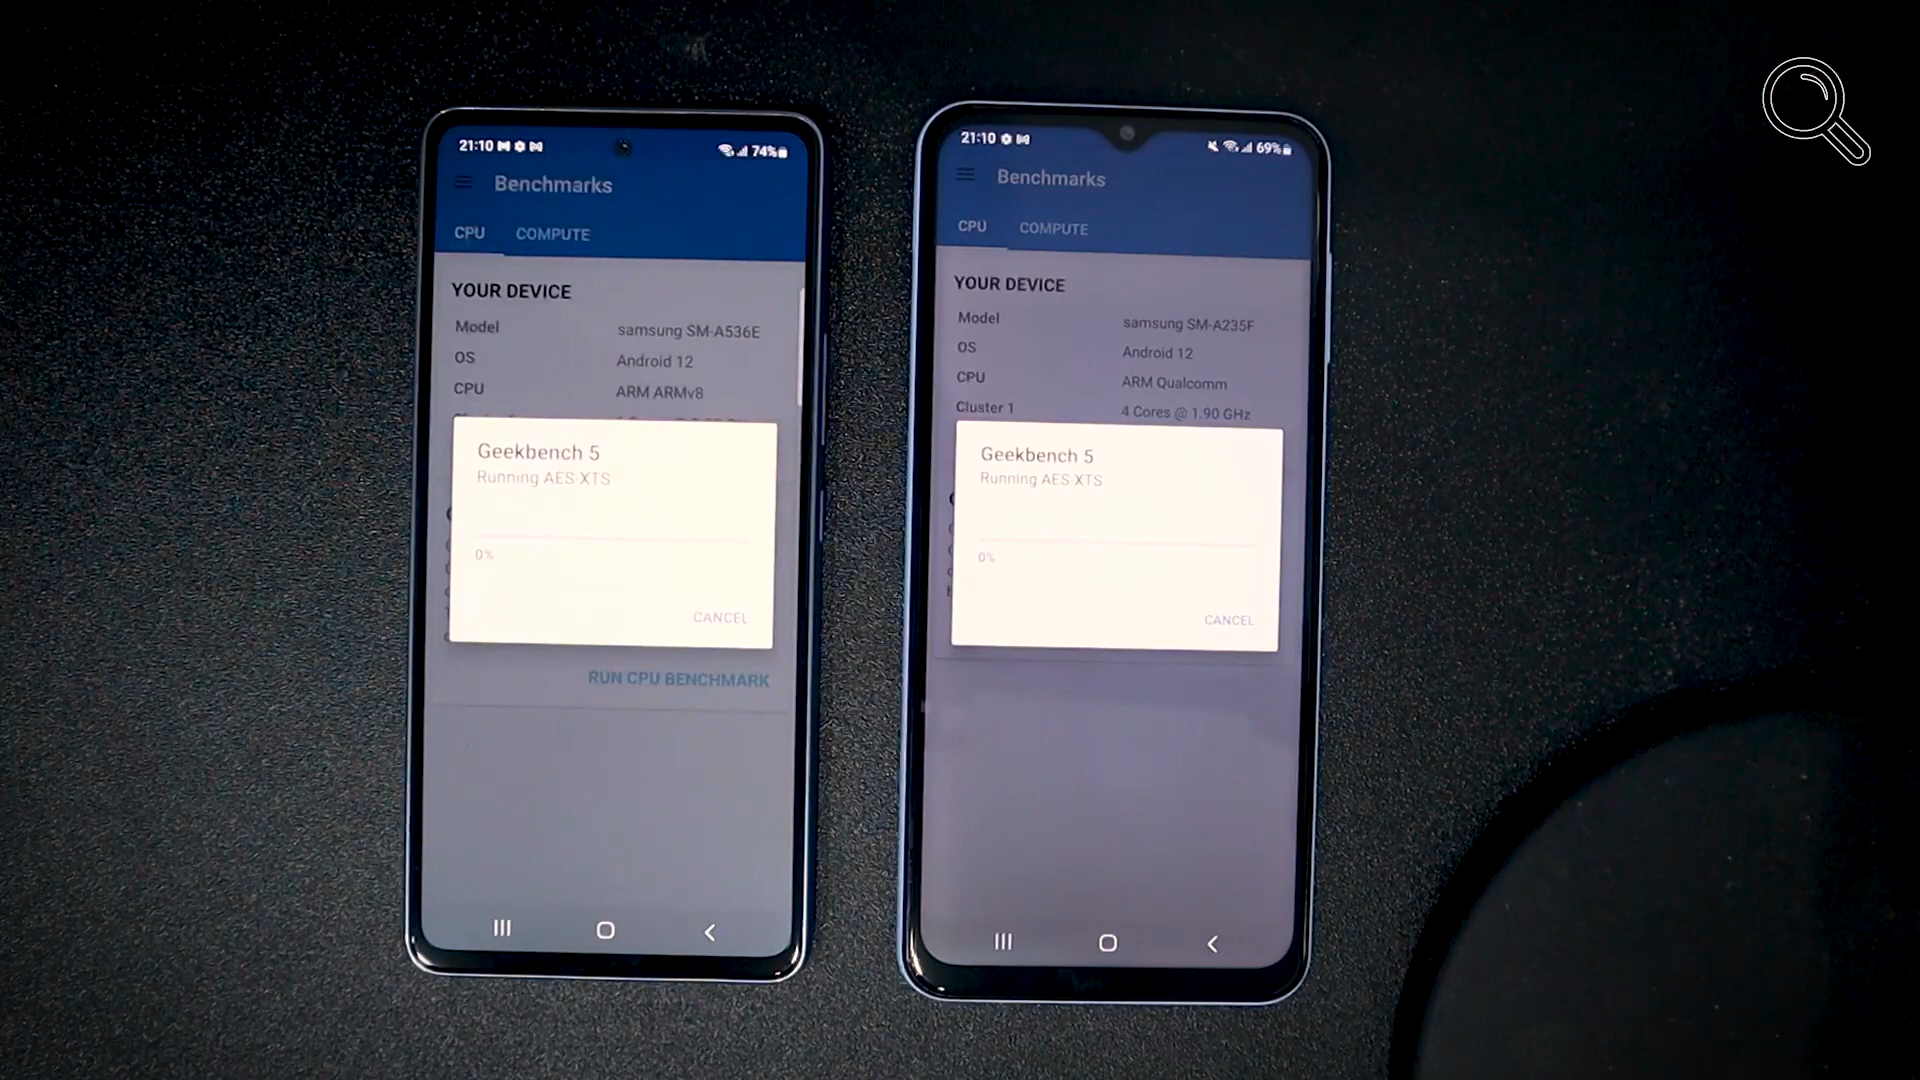 21:10
74%
Benchmarks
CPU COMPUTE
YOUR DEVICE
Model samsung SM-A536E
OS Android 12
CPU ARM ARMv8
Geekbench 5
Running AES-XTS
0%
CANCEL
RUN CPU BENCHMARK
21:10
69%
Benchmarks
CPU COMPUTE
YOUR DEVICE
Model samsung SM-A235F
OS Android 12
CPU ARM Qualcomm
Cluster 1 4 Cores @ 1.90 GHz
Geekbench 5
Running AES-XTS
0%
CANCEL